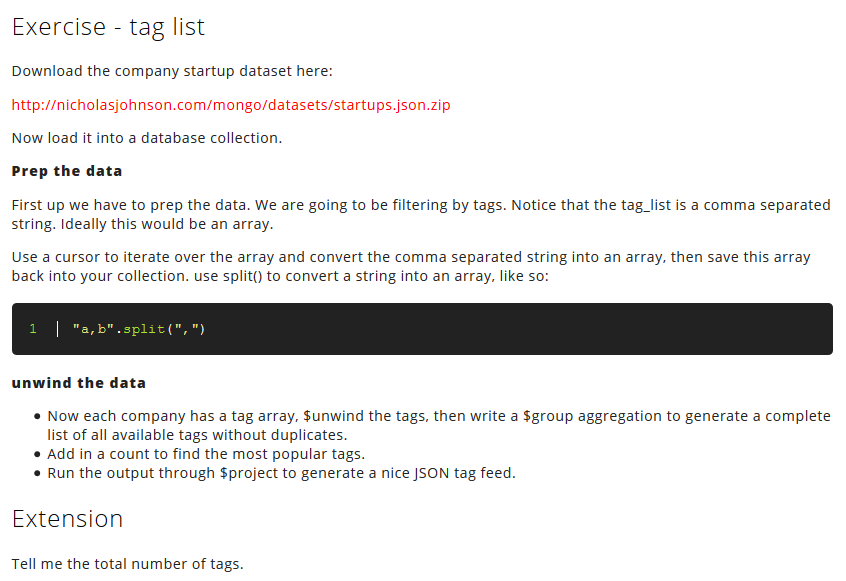 Exercise - tag list
Download the company startup dataset here:
http://nicholasjohnson.com/mongo/datasets/startups.json.zip
Now load it into a database collection.
Prep the data
First up we have to prep the data. We are going to be filtering by tags. Notice that the tag_list is a comma separated
string. Ideally this would be an array.
Use a cursor to iterate over the array and convert the comma separated string into an array, then save this array
back into your collection. use split() to convert a string into an array, like so:
1 | "a,b".split(",")
unwind the data
• Now each company has a tag array, $unwind the tags, then write a $group aggregation to generate a complete
list of all available tags without duplicates.
• Add in a count to find the most popular tags.
• Run the output through $project to generate a nice JSON tag feed.
Extension
Tell me the total number of tags.